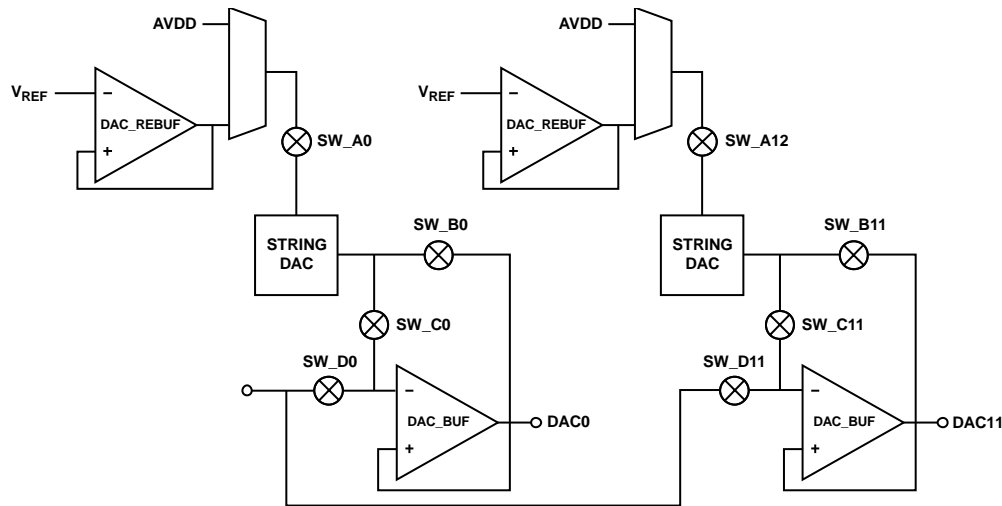 AVDD
AVDD
VREF
−
DAC_REBUF
+
VREF
−
DAC_REBUF
+
SW_A0
SW_A12
STRING
DAC
SW_B0
STRING
DAC
SW_B11
SW_C0
SW_C11
SW_D0
SW_D11
−
DAC_BUF
+
DAC0
−
DAC_BUF
+
DAC11